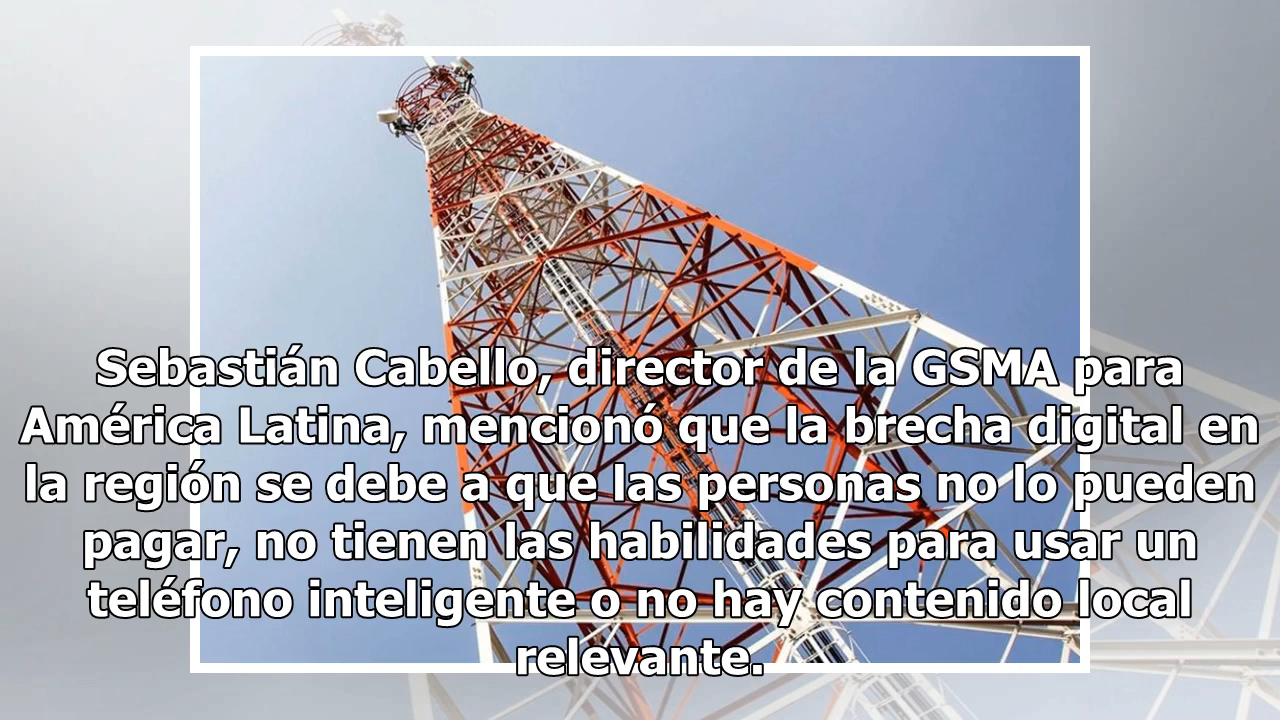 Sebastián Cabello, director de la GSMA para
América Latina, mencionó que la brecha digital en
la región se debe a que las personas no lo pueden
pagar, no tienen las habilidades para usar un
teléfono inteligente o no hay contenido local
relevante.